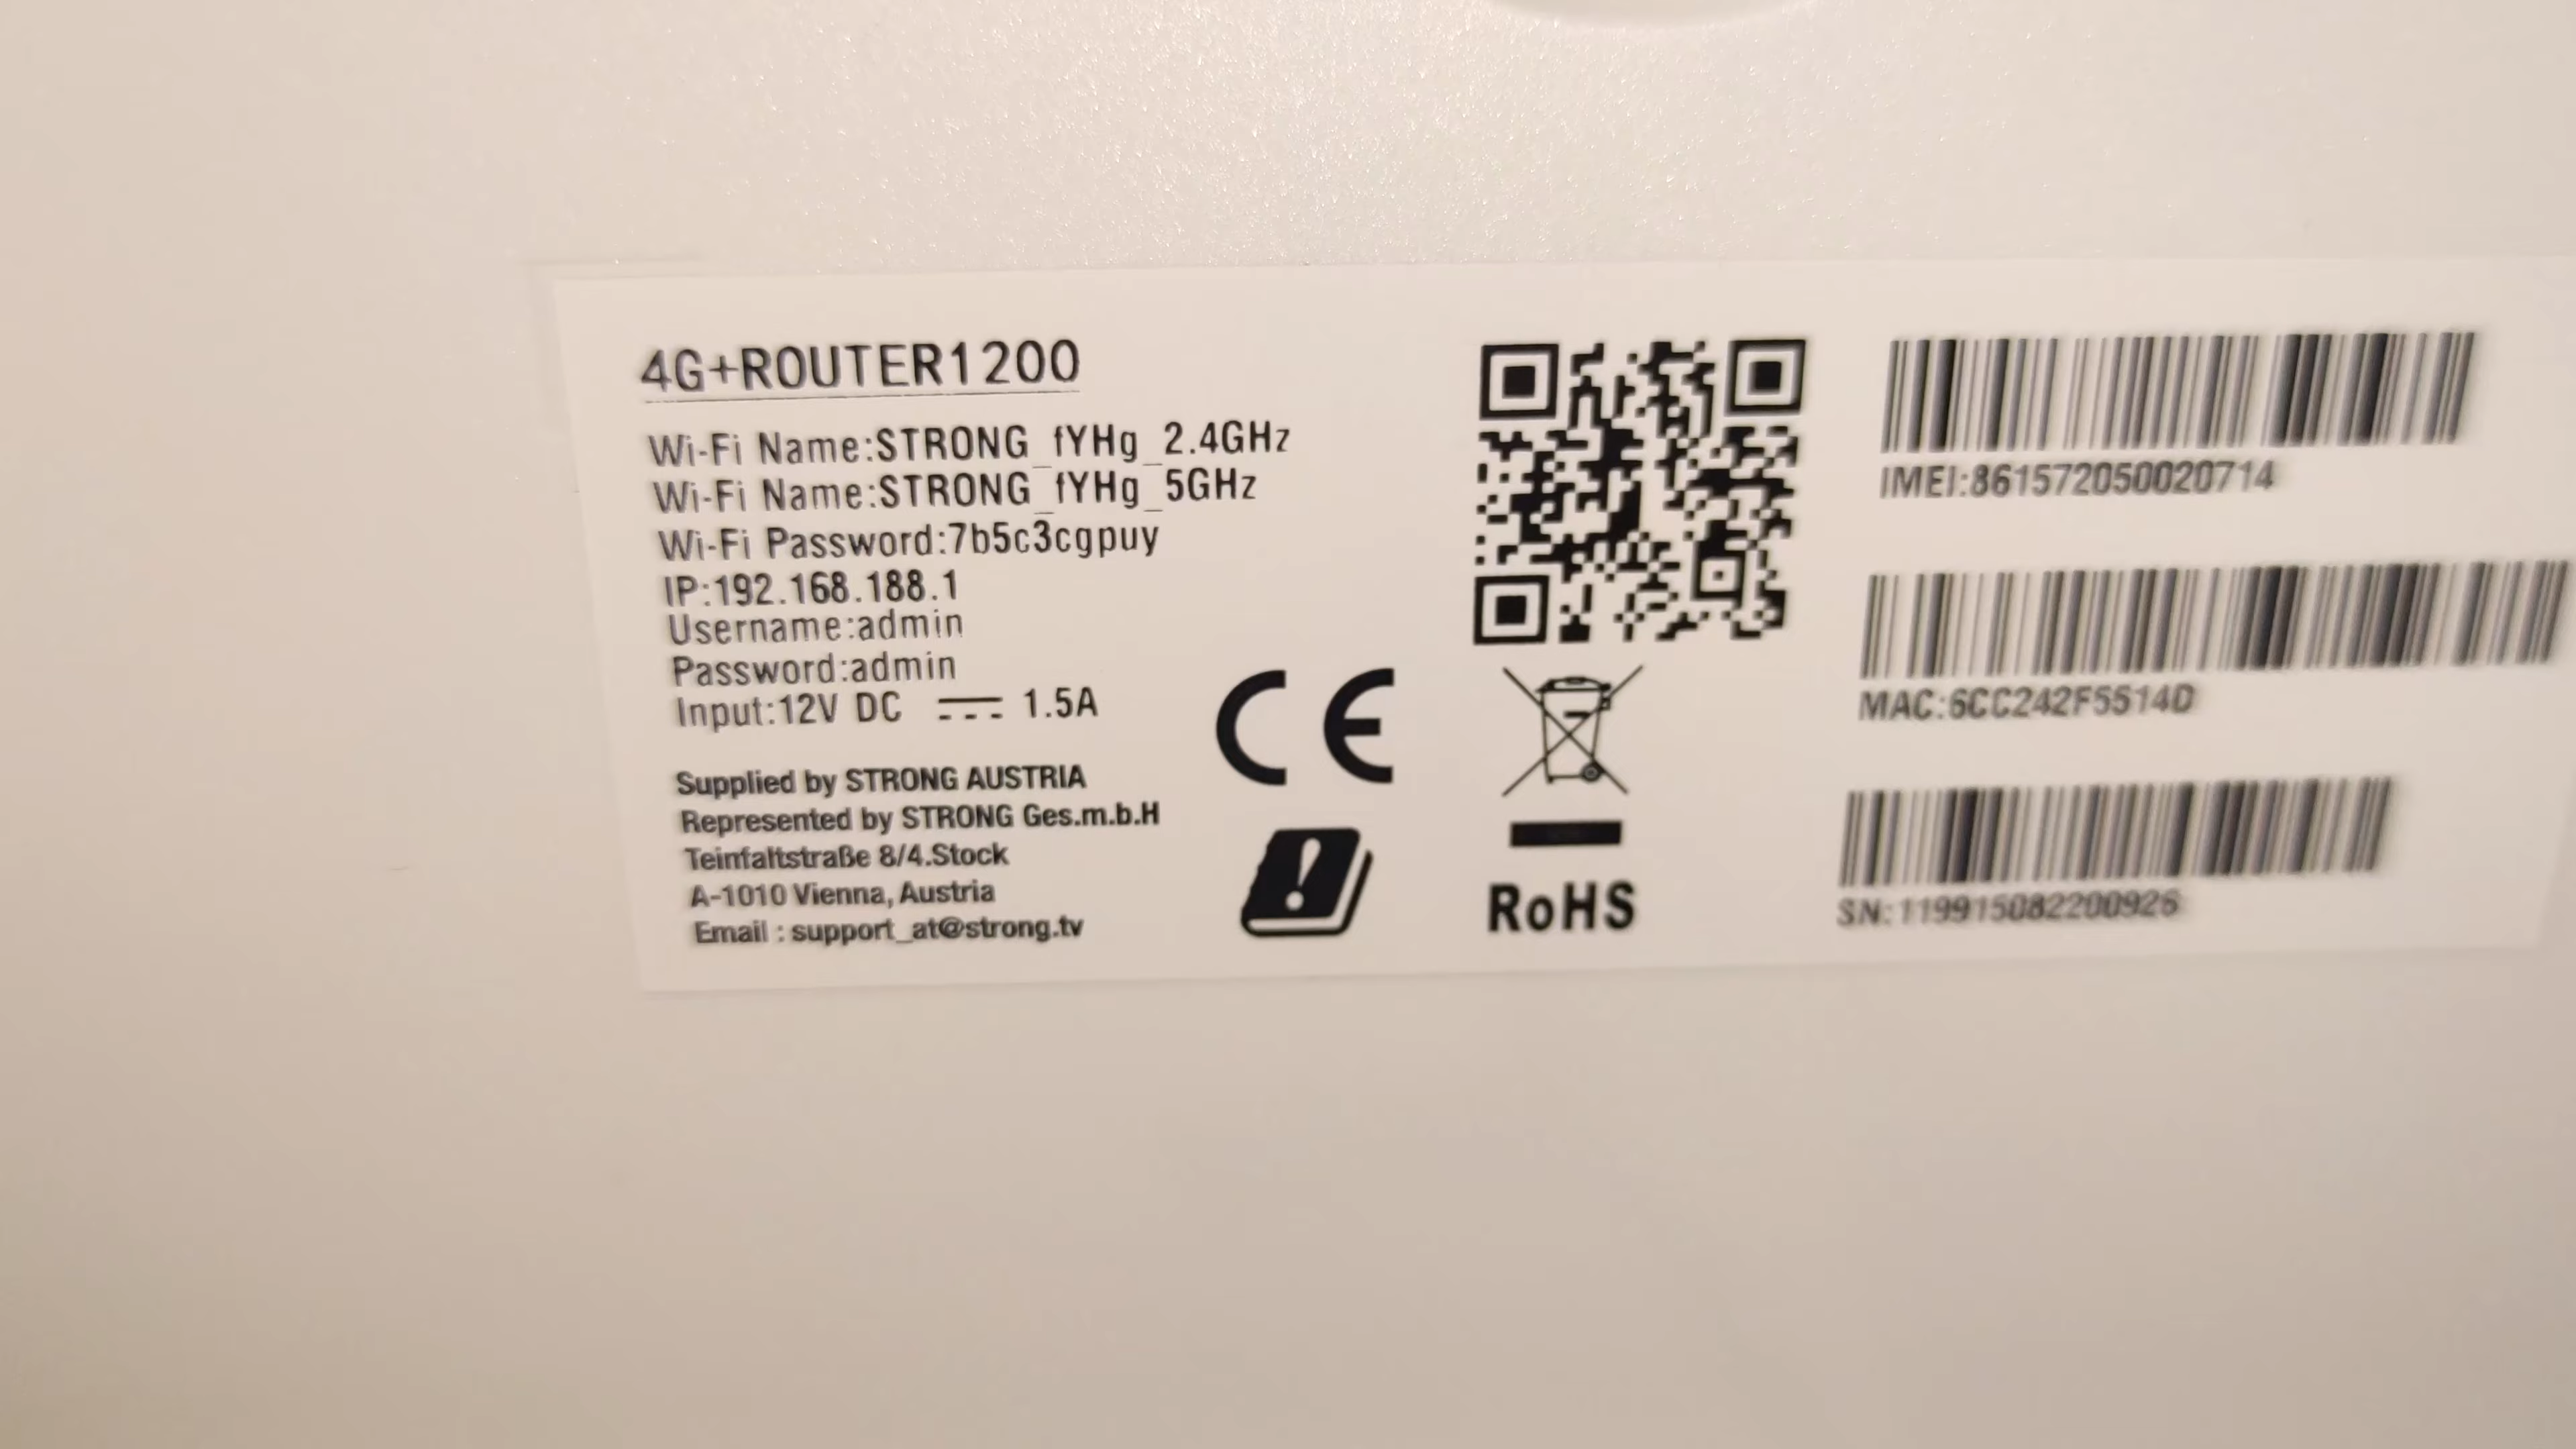 4G+ROUTER1200
Wi-Fi Name:STRONG_fYHg_2.4GHz
Wi-Fi Name:STRONG_fYHg_5GHz
Wi-Fi Password:7b5c3cgpuy
IP:192.168.188.1
Username:admin
Password:admin
Input:12V DC ⎓ 1.5A
Supplied by STRONG AUSTRIA
Represented by STRONG Ges.m.b.H
Teinfaltstraße 8/4.Stock
A-1010 Vienna, Austria
Email : support_at@strong.tv
CE
RoHS
IMEI:861572050020714
MAC:6CC242F5514D
SN:119915082200926